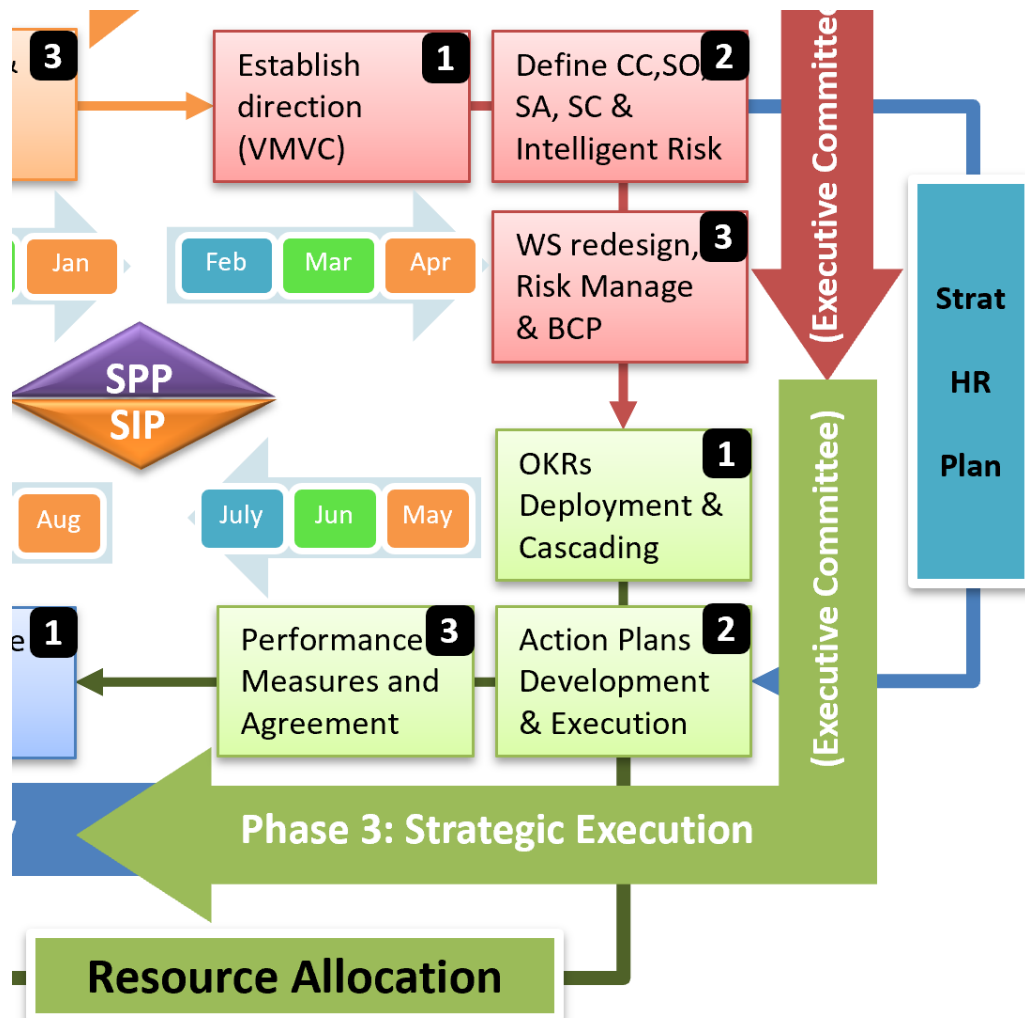 &
3
Establish
direction
(VMVC)
1
Define CC,SO,
SA, SC &
Intelligent Risk
2
(Executive Committee
Jan
Feb
Mar
Apr
WS redesign,
Risk Manage
& BCP
3
Strat
HR
Plan
SPP
SIP
OKRs
Deployment &
Cascading
1
(Executive Committee)
Aug
July
Jun
May
1
Performance
Measures and
Agreement
3
Action Plans
Development
& Execution
2
Phase 3: Strategic Execution
Resource Allocation